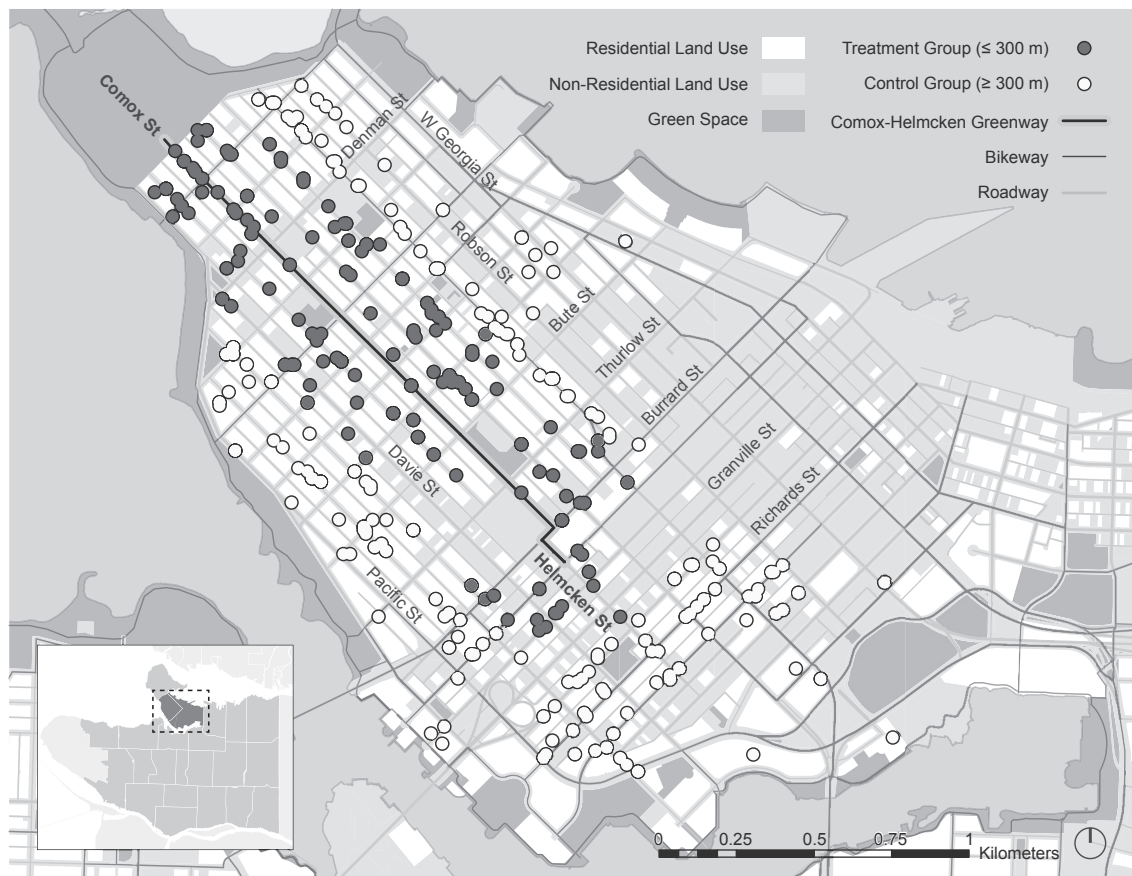 Residential Land Use
Non-Residential Land Use
Green Space
Treatment Group (≤ 300 m)
Control Group (≥ 300 m)
Comox-Helmcken Greenway
Bikeway
Roadway
Comox St
Denman St
W Georgia St
Robson St
Bute St
Thurlow St
Burrard St
Granville St
Richards St
Davie St
Helmcken St
Pacific St
0 0.25 0.5 0.75 1
Kilometers